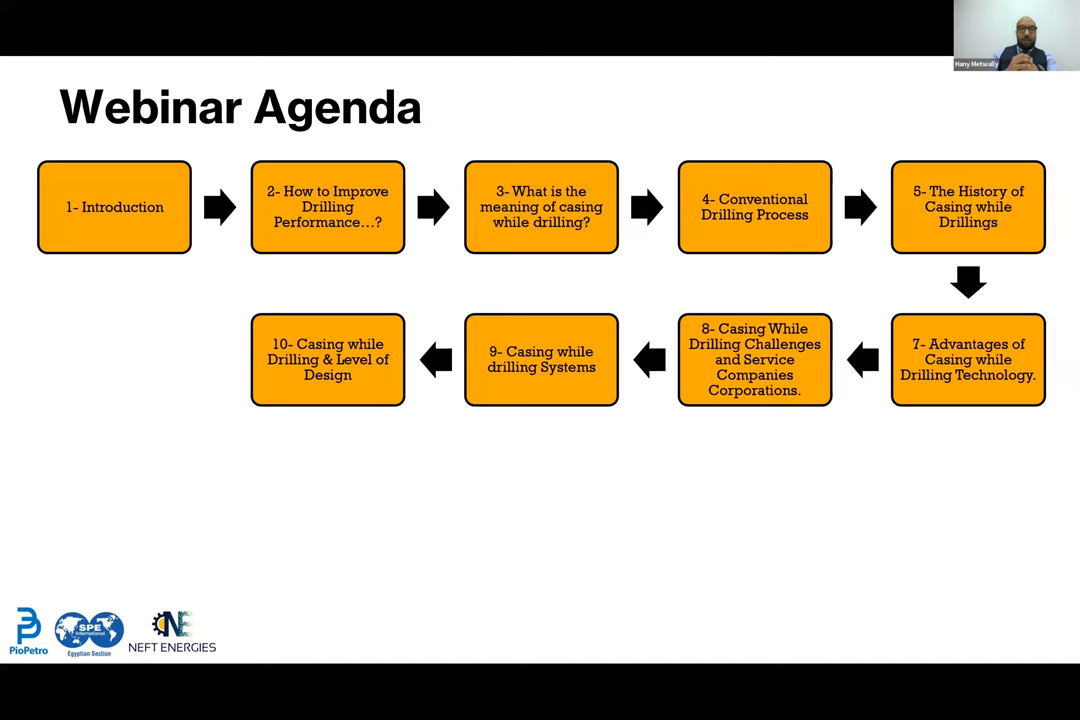 Hany Metwally
Webinar Agenda
1- Introduction
2- How to Improve
Drilling
Performance...?
3- What is the
meaning of casing
while drilling?
4- Conventional
Drilling Process
5- The History of
Casing while
Drillings
7- Advantages of
Casing while
Drilling Technology.
8- Casing While
Drilling Challenges
and Service
Companies
Corporations.
9- Casing while
drilling Systems
10- Casing while
Drilling & Level of
Design
PioPetro
SPE
International
Egyptian Section
NE
NEFT ENERGIES